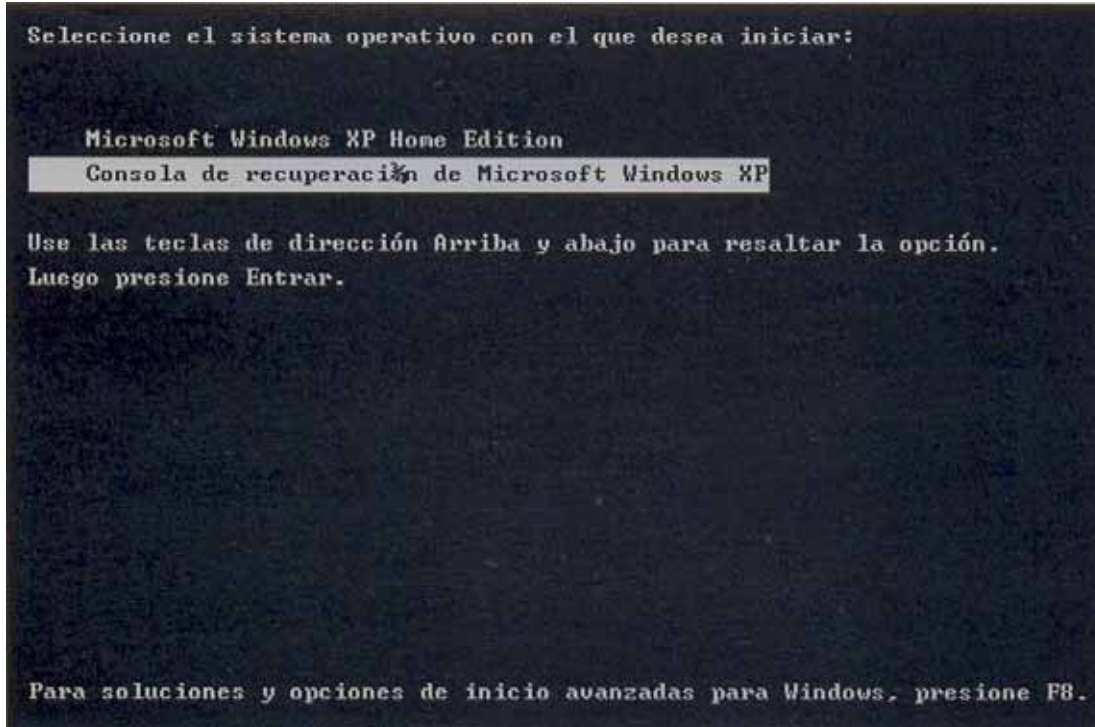 Seleccione el sistema operativo con el que desea iniciar:
Microsoft Windows XP Home Edition
Consola de recuperaci¾n de Microsoft Windows XP
Use las teclas de dirección Arriba y abajo para resaltar la opción.
Luego presione Entrar.
Para soluciones y opciones de inicio avanzadas para Windows, presione F8.